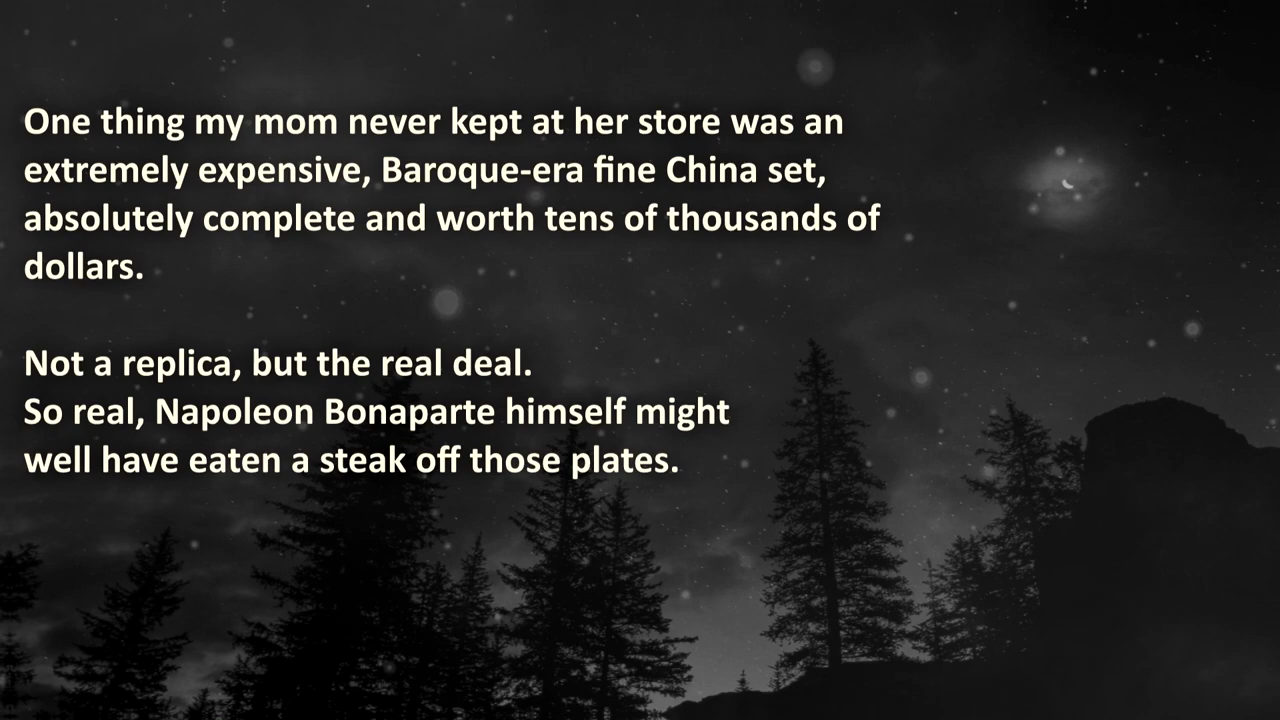 One thing my mom never kept at her store was an
extremely expensive, Baroque-era fine China set,
absolutely complete and worth tens of thousands of
dollars.
Not a replica, but the real deal.
So real, Napoleon Bonaparte himself might
well have eaten a steak off those plates.